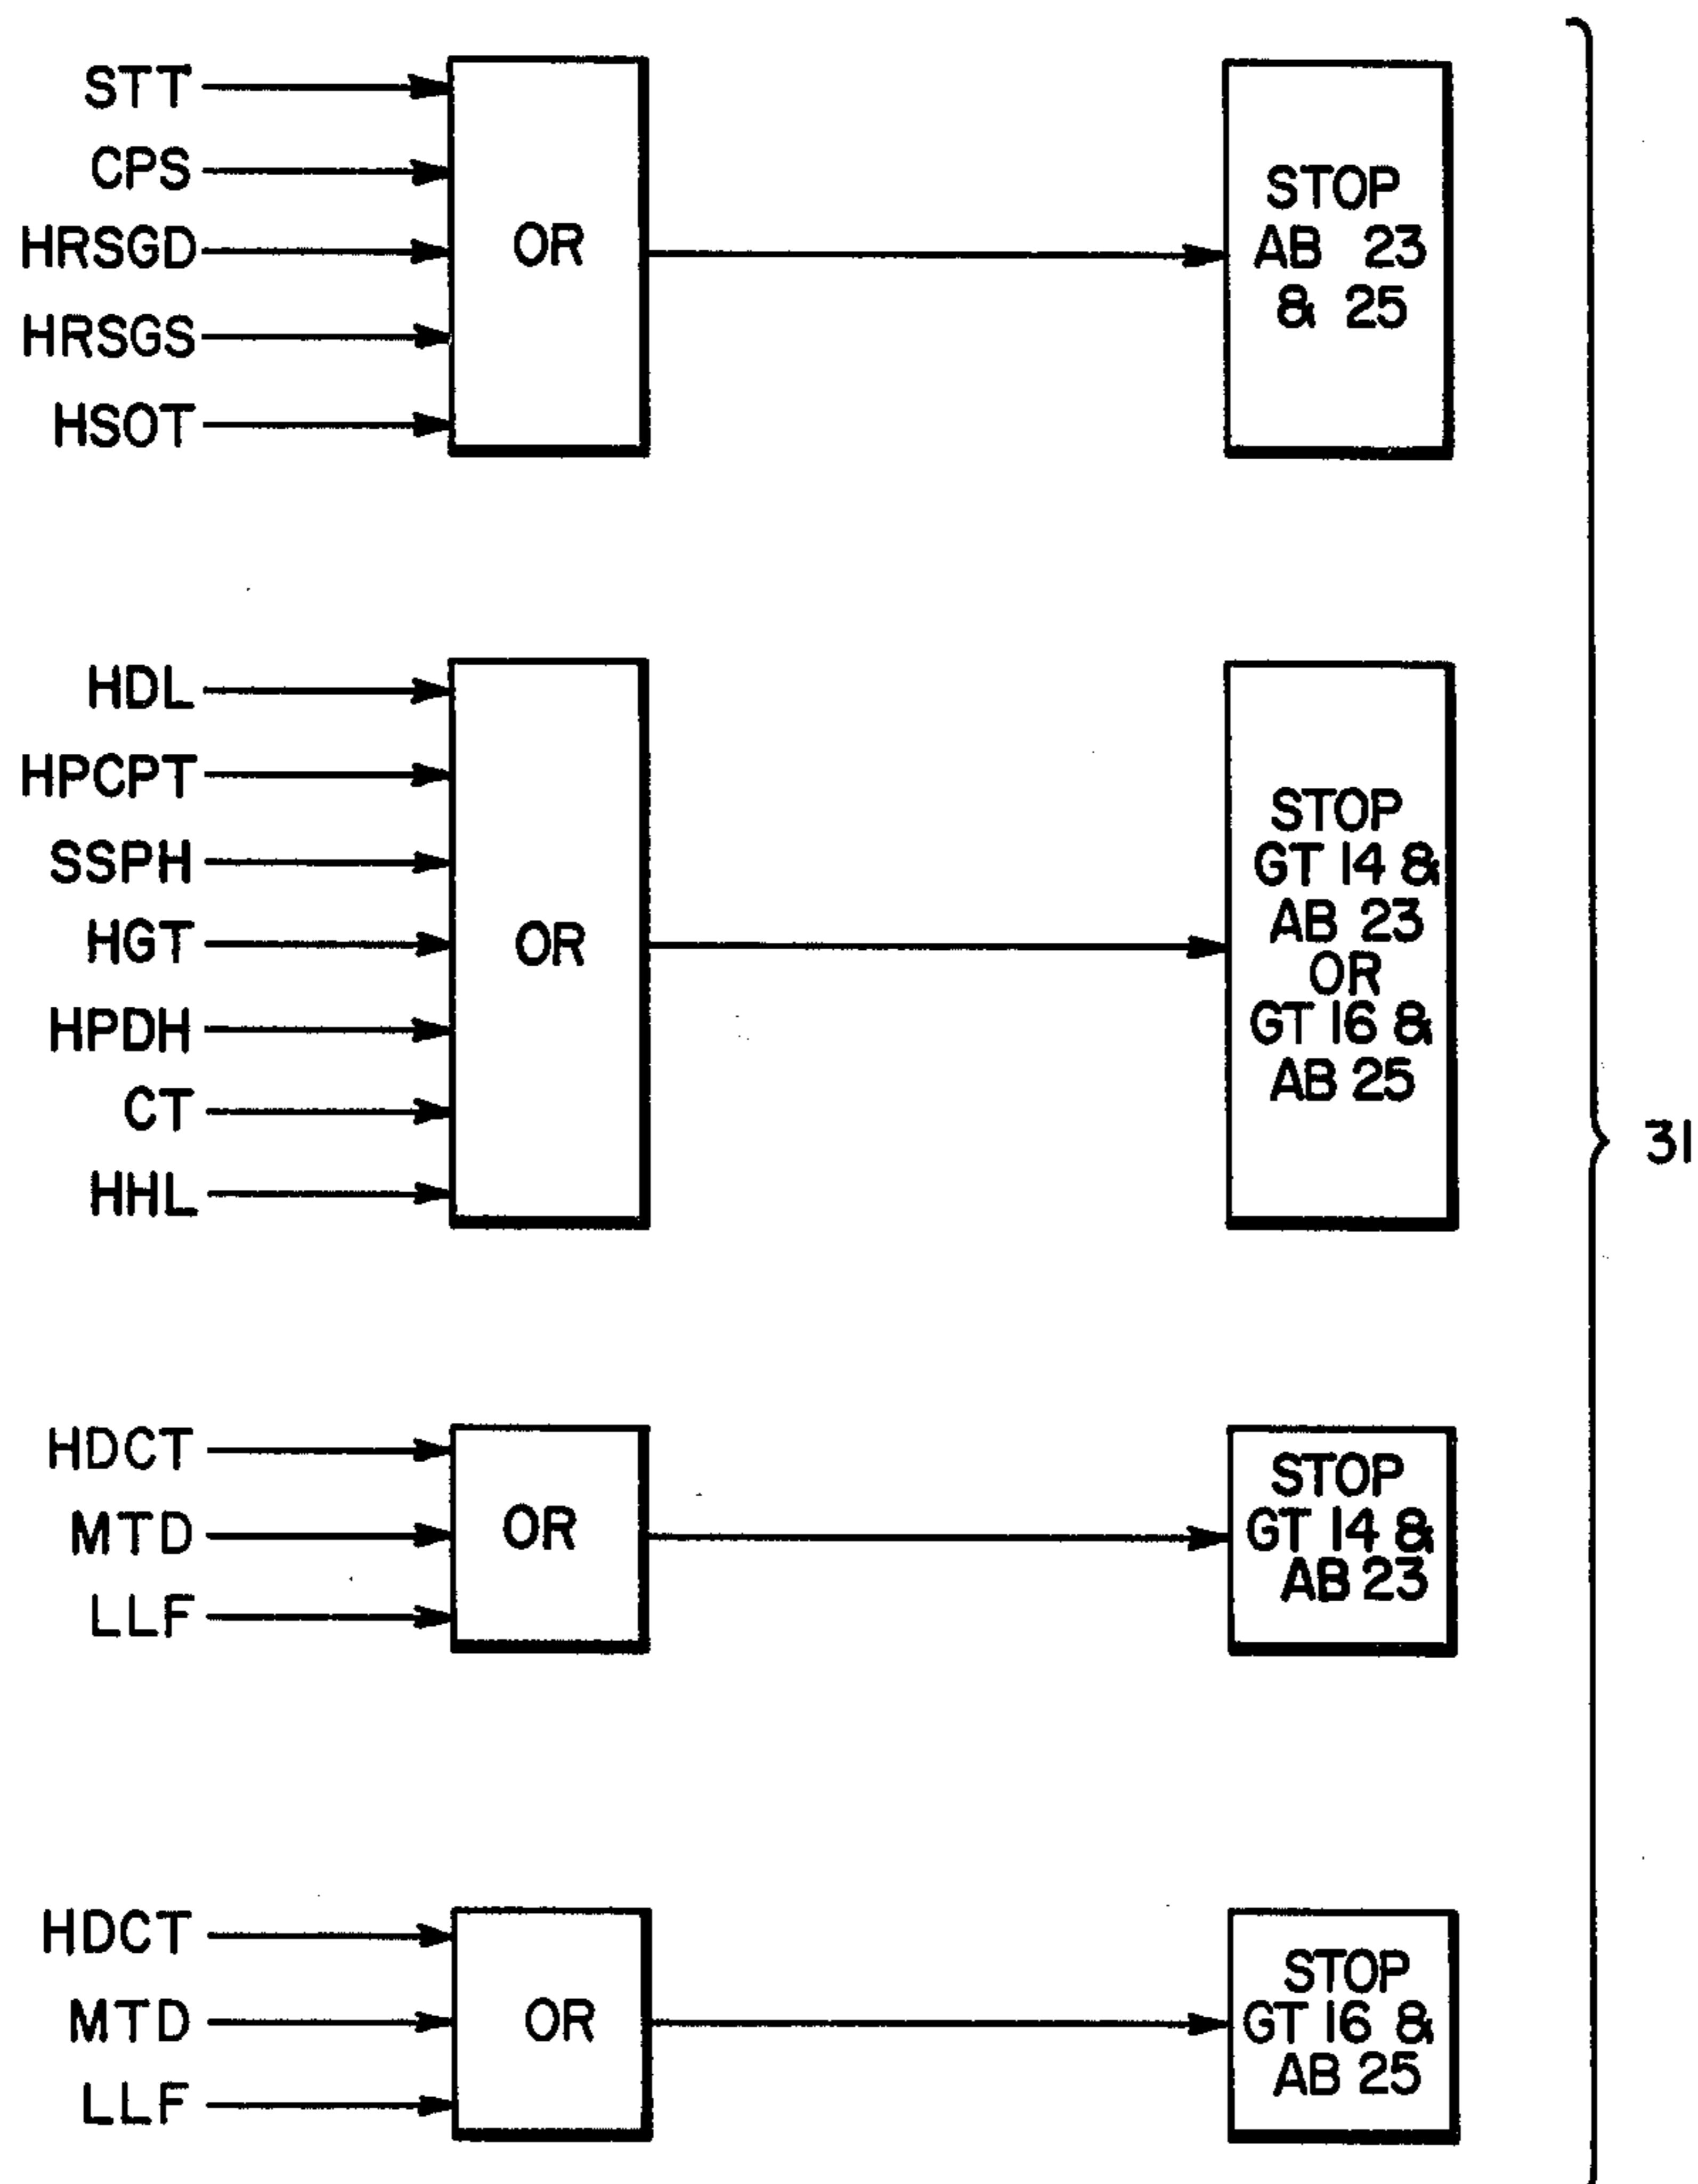 STT
CPS
HRSGD
HRSGS
HSOT
OR
STOP
AB 23
& 25
HDL
HPCPT
SSPH
HGT
HPDH
CT
HHL
OR
STOP
GT 14 &
AB 23
OR
GT 16 &
AB 25
31
HDCT
MTD
LLF
OR
STOP
GT 14 &
AB 23
HDCT
MTD
LLF
OR
STOP
GT 16 &
AB 25